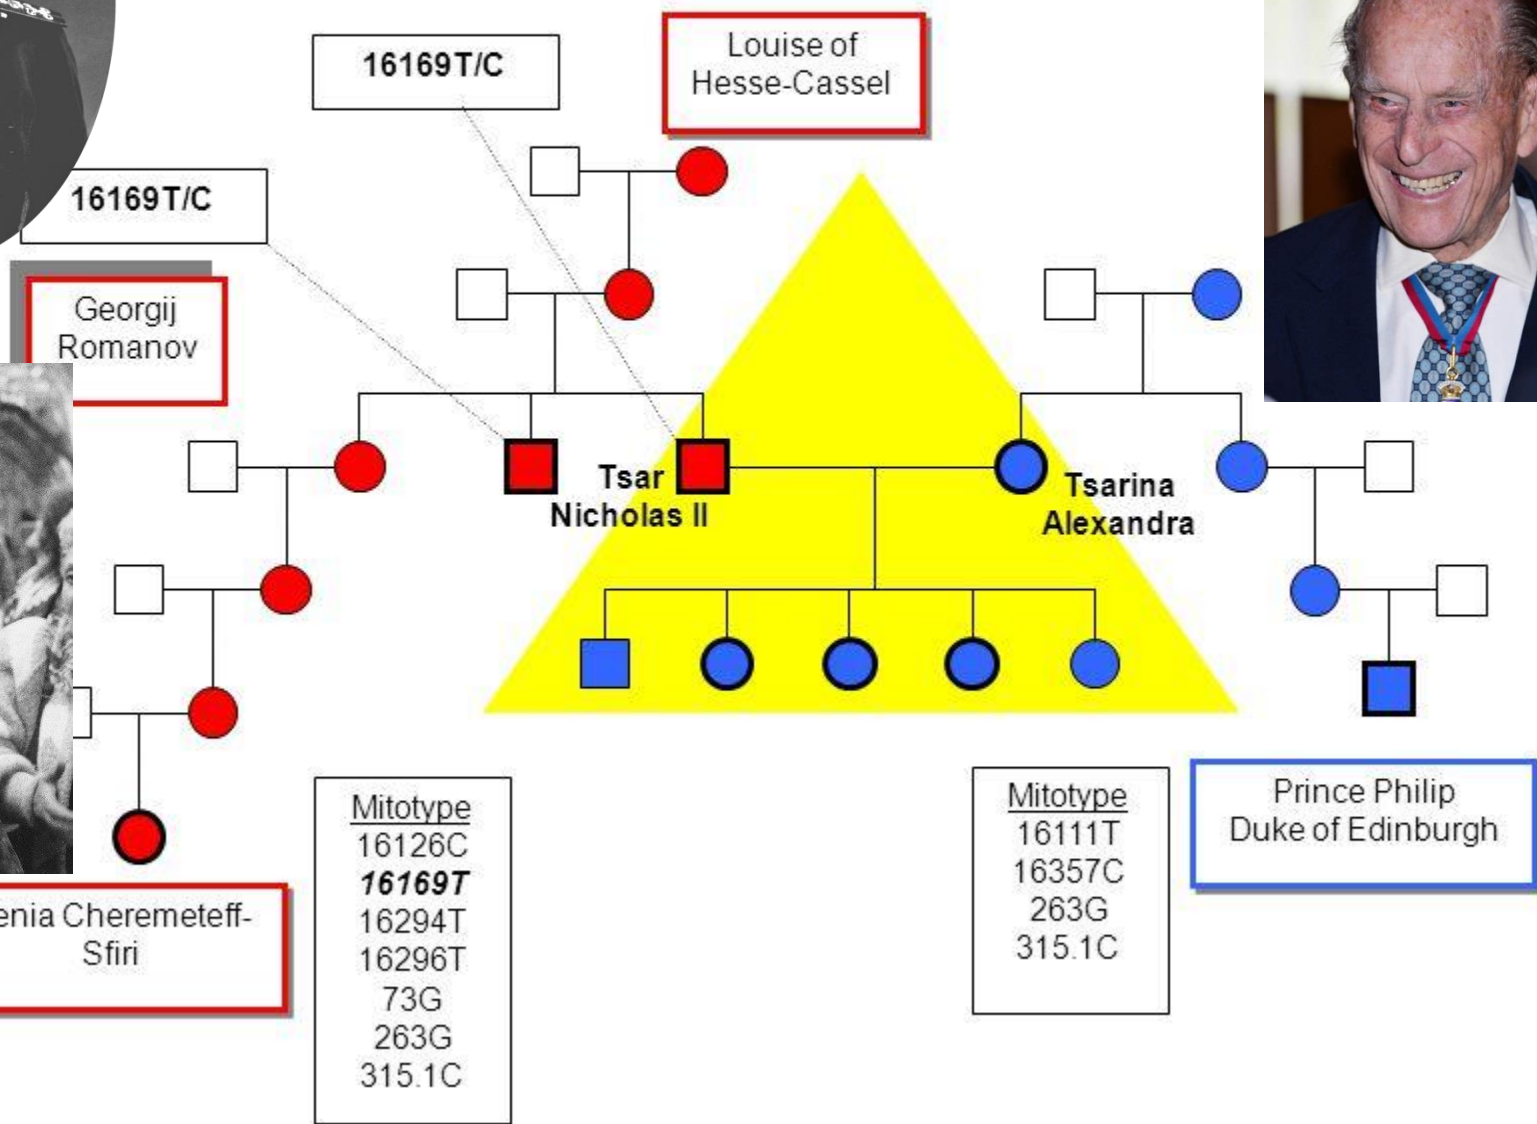 16169T/C
Louise of
Hesse-Cassel
16169T/C
Georgij
Romanov
Tsar
Nicholas II
Tsarina
Alexandra
Mitotype
16126C
16169T
16294T
16296T
73G
263G
315.1C
Mitotype
16111T
16357C
263G
315.1C
Prince Philip
Duke of Edinburgh
Cheremeteff-
Sfiri